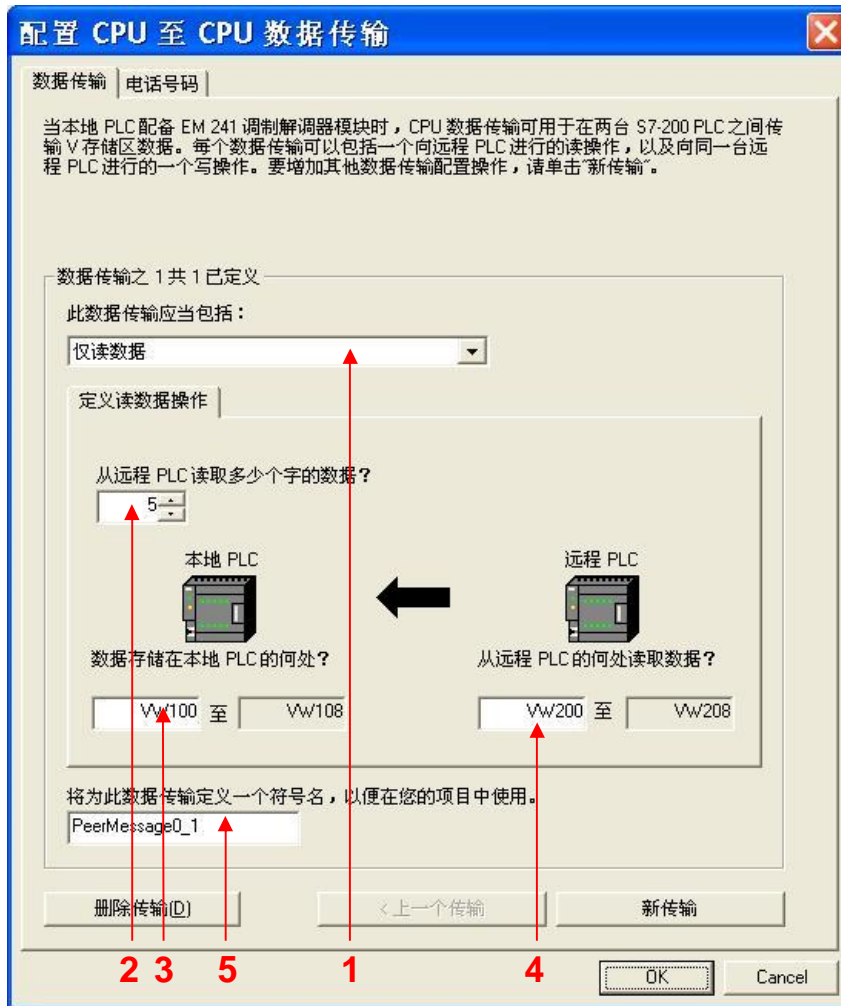 配置 CPU 至 CPU 数据传输
数据传输
电话号码
当本地 PLC 配备 EM 241 调制解调器模块时，CPU 数据传输可用于在两台 S7-200 PLC 之间传
输 V 存储区数据。每个数据传输可以包括一个向远程 PLC 进行的读操作，以及向同一台远
程 PLC 进行的一个写操作。要增加其他数据传输配置操作，请单击"新传输"。
数据传输之 1 共 1 已定义
此数据传输应当包括：
仅读数据
定义读数据操作
从远程 PLC 读取多少个字的数据？
5
本地 PLC
远程 PLC
数据存储在本地 PLC 的何处？
从远程 PLC 的何处读取数据？
VW100 至 VW108
VW200 至 VW208
将为此数据传输定义一个符号名，以便在您的项目中使用。
PeerMessage0_1
删除传输(D)
<上一个传输
新传输
2 3 5 1 4
OK
Cancel